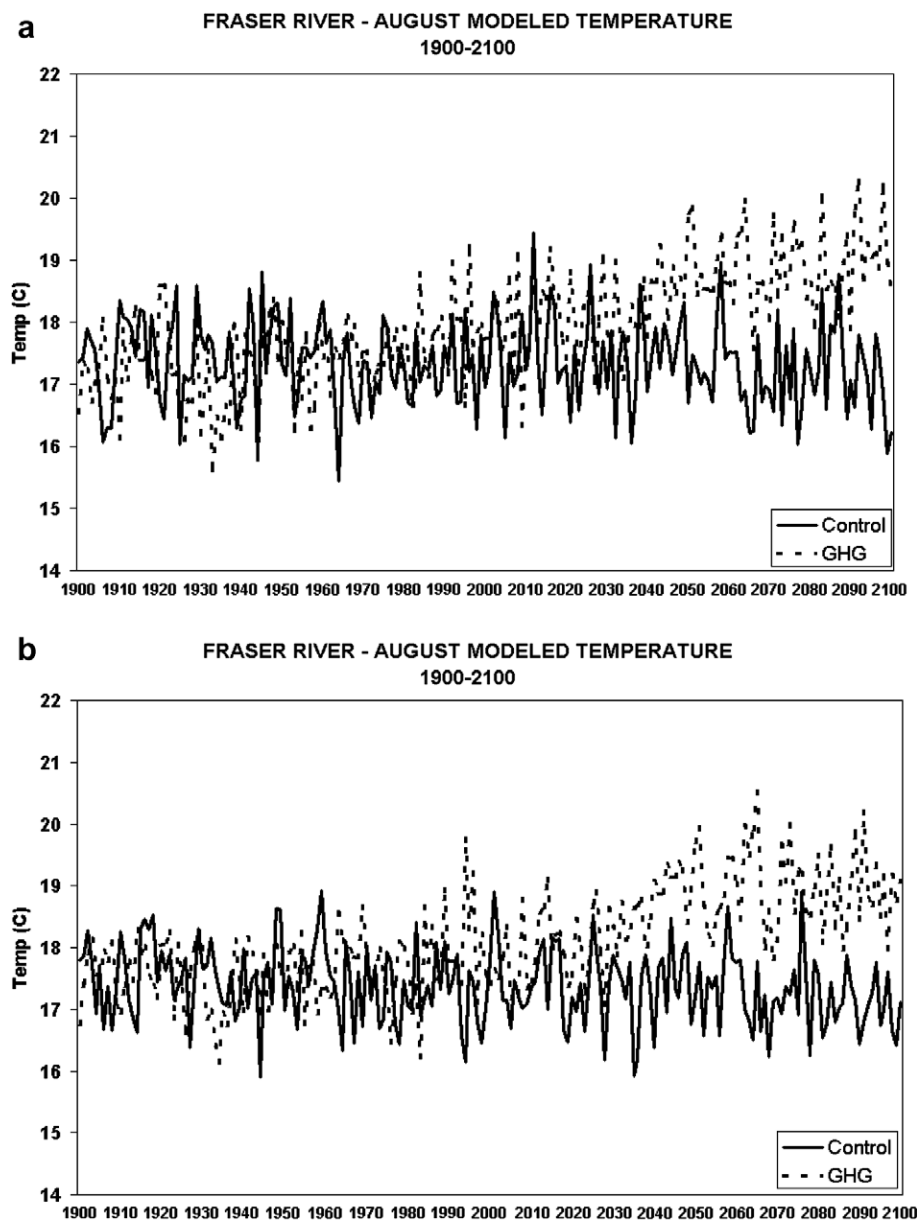 a
FRASER RIVER - AUGUST MODELED TEMPERATURE
1900-2100
22
21
20
19
18
17
16
15
14
Temp (C)
Control
GHG
1900 1910 1920 1930 1940 1950 1960 1970 1980 1990 2000 2010 2020 2030 2040 2050 2060 2070 2080 2090 2100
b
FRASER RIVER - AUGUST MODELED TEMPERATURE
1900-2100
22
21
20
19
18
17
16
15
14
Temp (C)
Control
GHG
1900 1910 1920 1930 1940 1950 1960 1970 1980 1990 2000 2010 2020 2030 2040 2050 2060 2070 2080 2090 2100